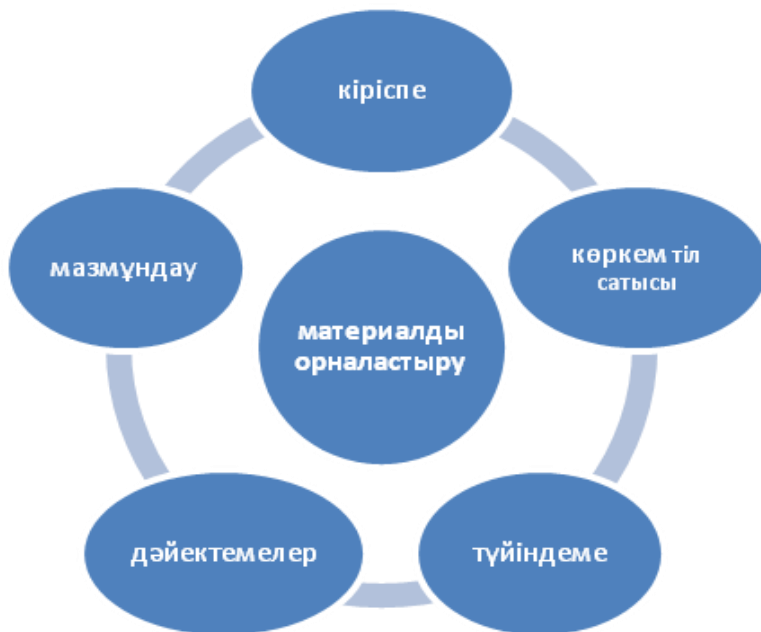 кіріспе
көркем тіл
сатысы
мазмұндау
материалды
орналастыру
дәйектемелер
түйіндеме